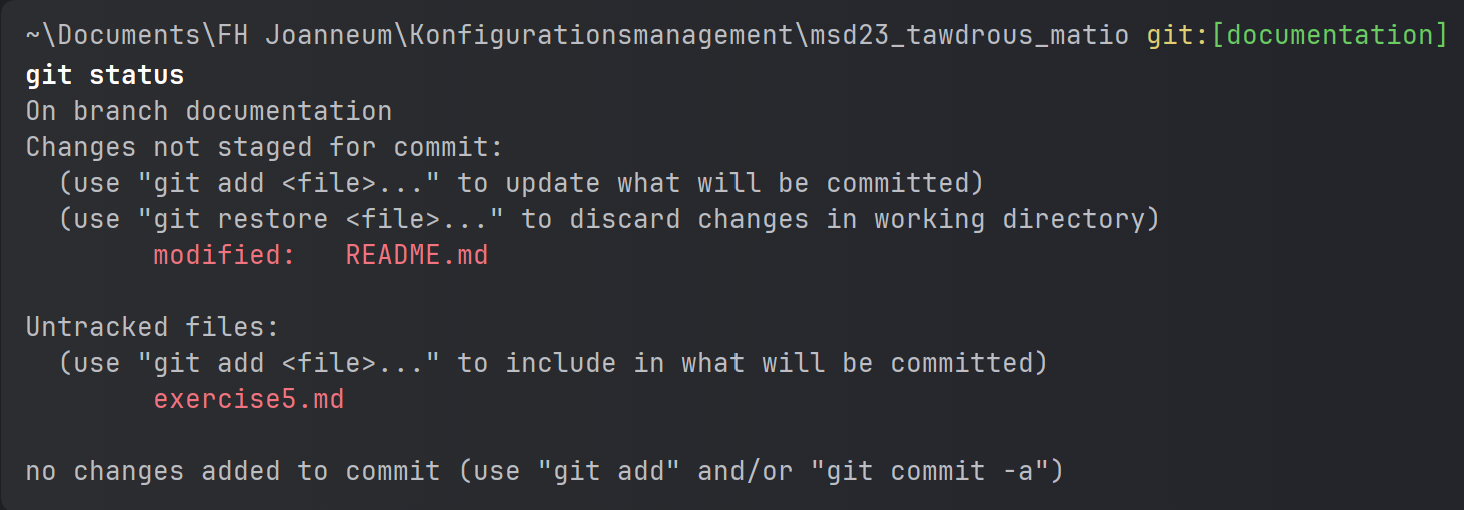 ~\Documents\FH Joanneum\Konfigurationsmanagement\msd23_tawdrous_matio git:[documentation]
git status
On branch documentation
Changes not staged for commit:
  (use "git add <file>..." to update what will be committed)
  (use "git restore <file>..." to discard changes in working directory)
        modified:   README.md

Untracked files:
  (use "git add <file>..." to include in what will be committed)
        exercise5.md

no changes added to commit (use "git add" and/or "git commit -a")